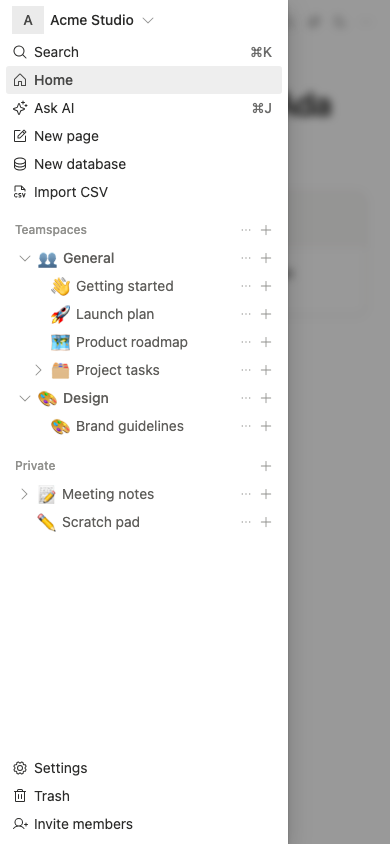 A Acme Studio
Search ⌘K
Home
Ask AI ⌘J
New page
New database
Import CSV
Teamspaces
General
Getting started
Launch plan
Product roadmap
Project tasks
Design
Brand guidelines
Private
Meeting notes
Scratch pad
Settings
Trash
Invite members